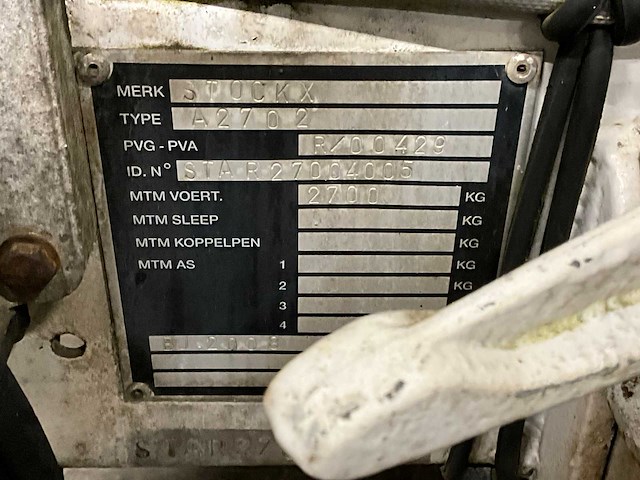 MERK STOCKX
TYPE A2702
PVG - PVA R/00429
ID. N° STAR27004005
MTM VOERT. 2700 KG
MTM SLEEP KG
MTM KOPPELPEN KG
MTM AS 1 KG
2 KG
3
4